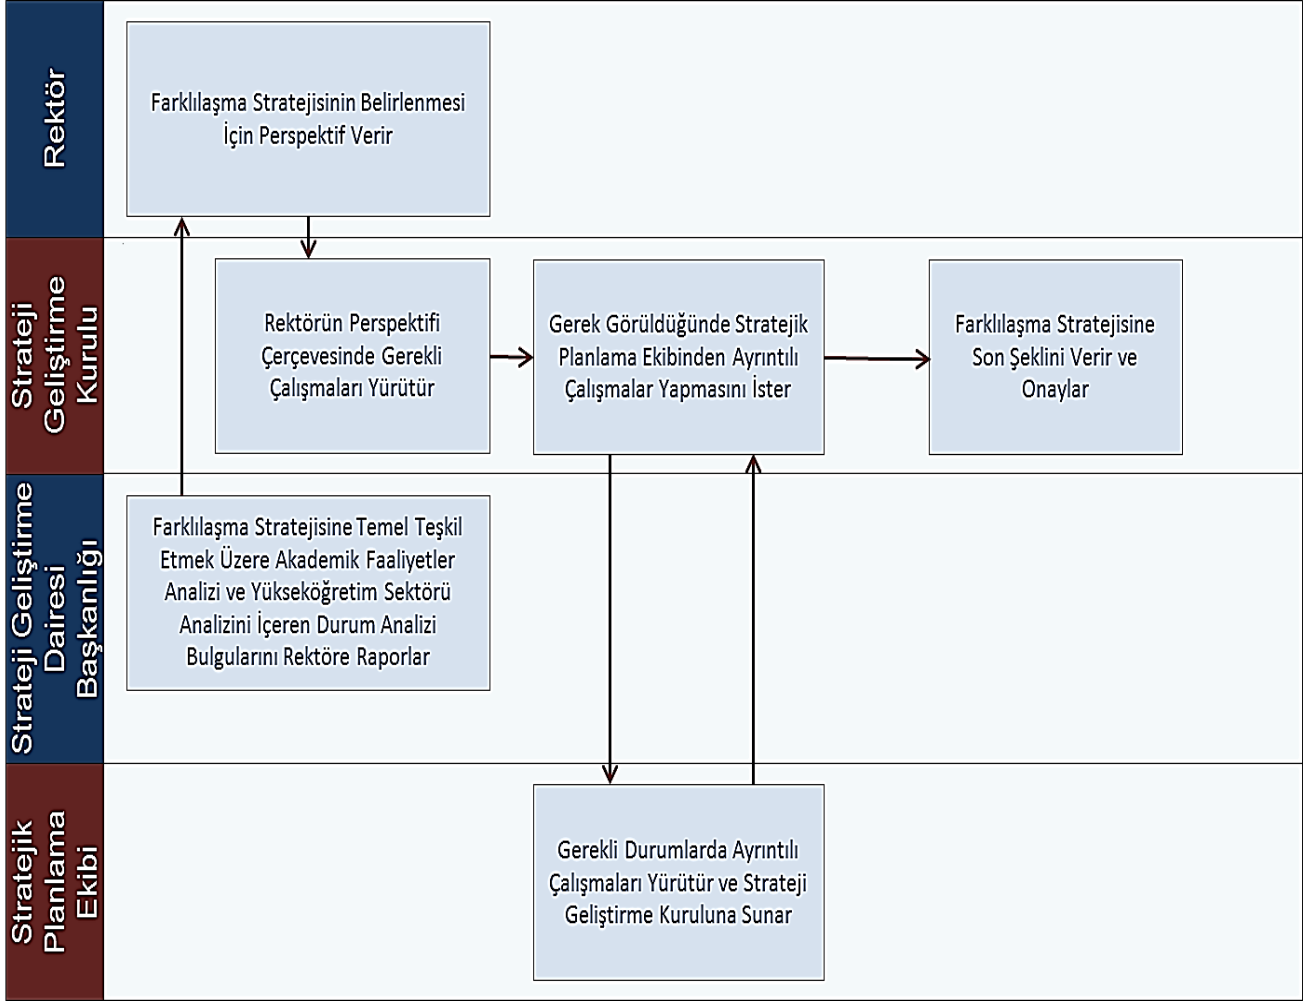 Rektör
Farklılaşma Stratejisinin Belirlenmesi
İçin Perspektif Verir
Strateji
Geliştirme
Kurulu
Rektörün Perspektifi
Çerçevesinde Gerekli
Çalışmaları Yürütür
Gerek Görüldüğünde Stratejik
Planlama Ekibinden Ayrıntılı
Çalışmalar Yapmasını İster
Farklılaşma Stratejisine
Son Şeklini Verir ve
Onaylar
Strateji Geliştirme
Dairesi
Başkanlığı
Farklılaşma Stratejisine Temel Teşkil
Etmek Üzere Akademik Faaliyetler
Analizi ve Yükseköğretim Sektörü
Analizini İçeren Durum Analizi
Bulgularını Rektöre Raporlar
Stratejik
Planlama
Ekibi
Gerekli Durumlarda Ayrıntılı
Çalışmaları Yürütür ve Strateji
Geliştirme Kuruluna Sunar